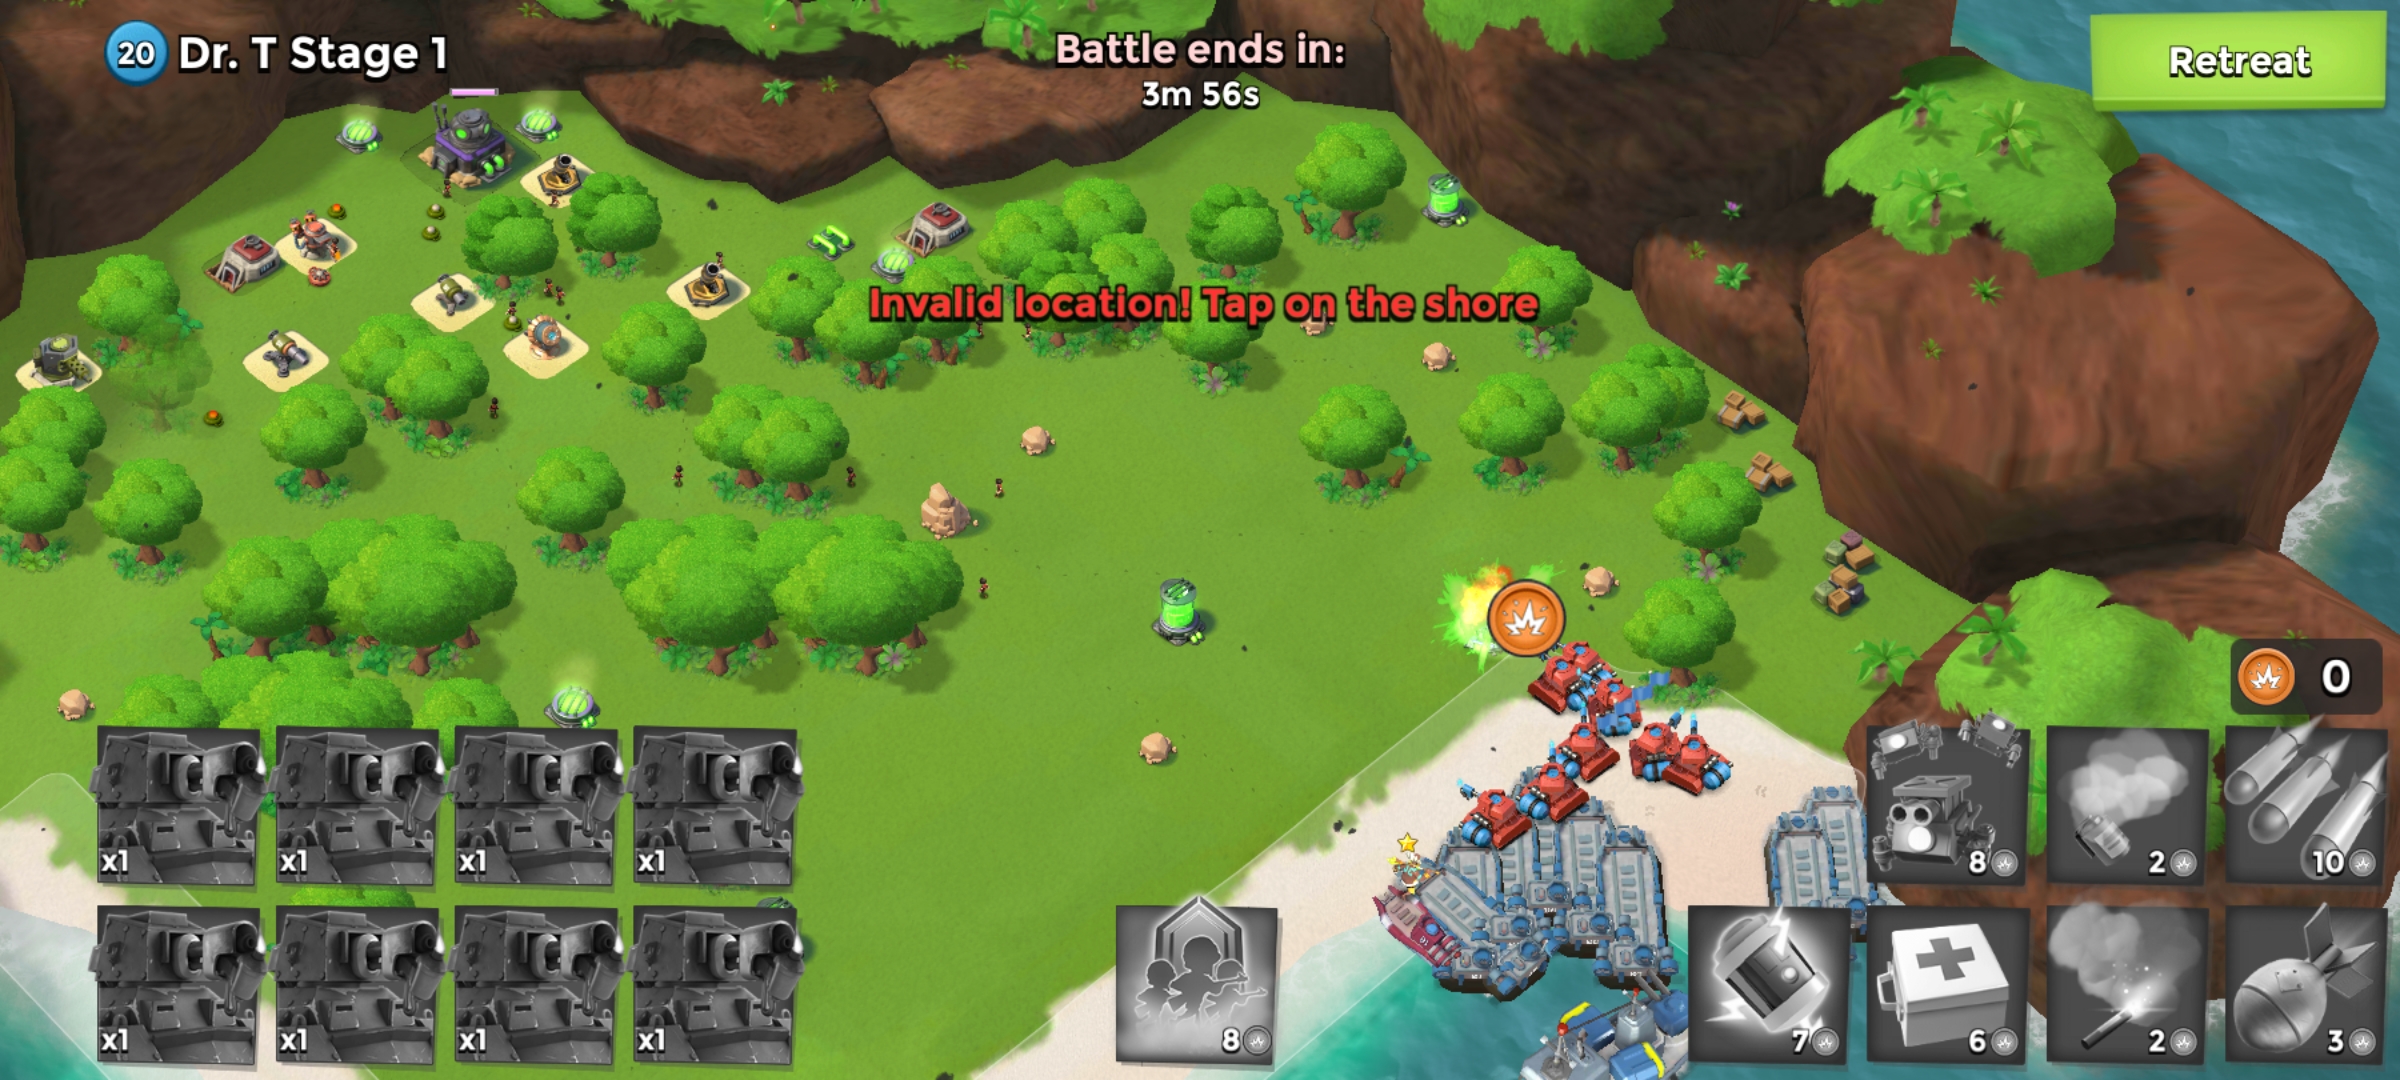 20 Dr. T Stage 1
Battle ends in:
3m 56s
Retreat
Invalid location! Tap on the shore
0
x1 x1 x1 x1
8 2 10
x1 x1 x1 x1
8 7 6 2 3